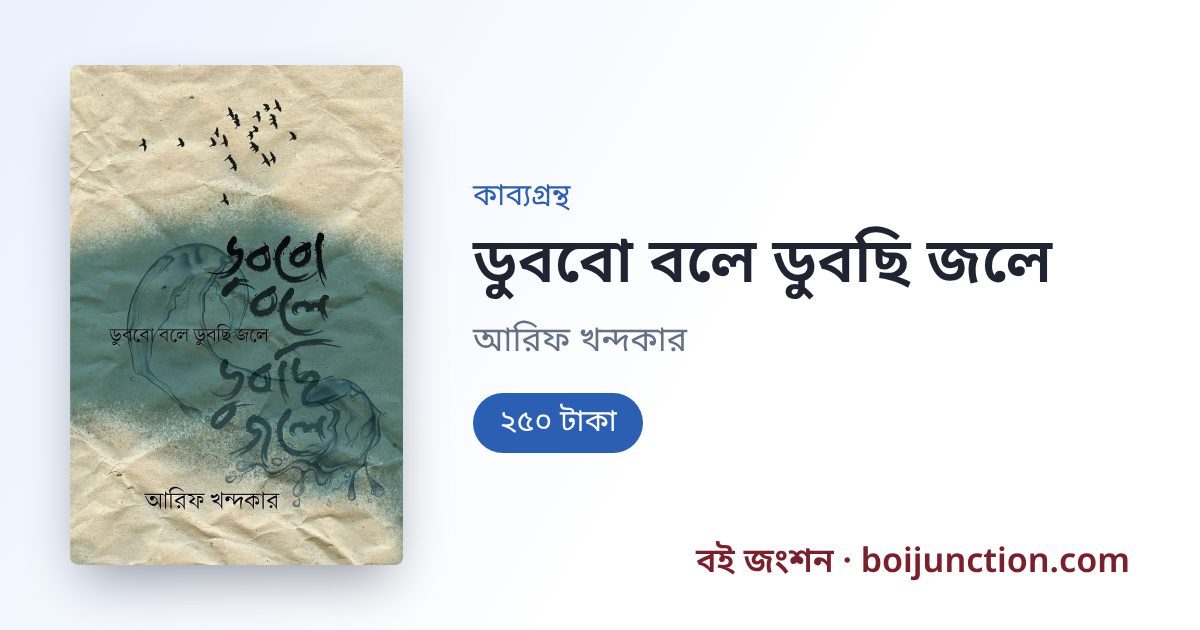 ডুববো
বলে
ডুববো বলে ডুবছি জলে
ডুবছি
জলে
আরিফ খন্দকার
কাব্যগ্রন্থ
ডুববো বলে ডুবছি জলে
আরিফ খন্দকার
২৫০ টাকা
বই জংশন · boijunction.com